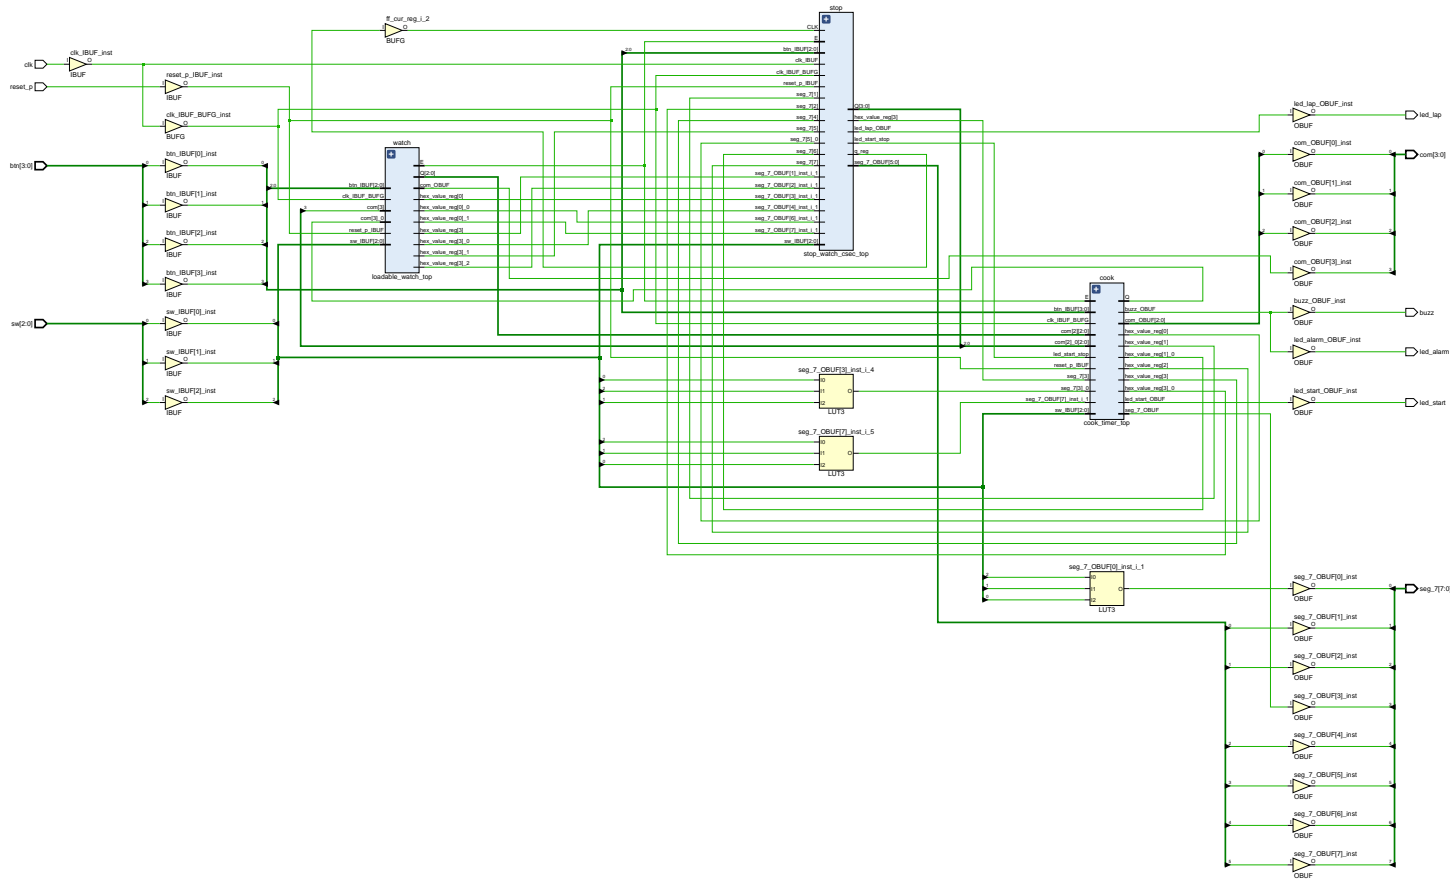 stop
ff_cur_reg_i_2
I
O
BUFG
CLK
E
btn_IBUF[2:0]
clk_IBUF
clk_IBUF_BUFG
reset_p_IBUF
seg_7[1]
seg_7[2]
seg_7[4]
seg_7[5]
seg_7[5]_0
seg_7[6]
seg_7[7]
seg_7_OBUF[1]_inst_i_1
seg_7_OBUF[2]_inst_i_1
seg_7_OBUF[3]_inst_i_1
seg_7_OBUF[4]_inst_i_1
seg_7_OBUF[6]_inst_i_1
seg_7_OBUF[7]_inst_i_1
sw_IBUF[2:0]
Q[3:0]
hex_value_reg[3]
led_lap_OBUF
led_start_stop
q_reg
seg_7_OBUF[5:0]
stop_watch_csec_top
clk
clk_IBUF_inst
I
O
IBUF
reset_p
reset_p_IBUF_inst
I
O
IBUF
clk_IBUF_BUFG_inst
I
O
BUFG
btn[3:0]
btn_IBUF[0]_inst
I
O
IBUF
btn_IBUF[1]_inst
I
O
IBUF
btn_IBUF[2]_inst
I
O
IBUF
btn_IBUF[3]_inst
I
O
IBUF
sw[2:0]
sw_IBUF[0]_inst
I
O
IBUF
sw_IBUF[1]_inst
I
O
IBUF
sw_IBUF[2]_inst
I
O
IBUF
watch
btn_IBUF[2:0]
clk_IBUF_BUFG
com[3]
com[3]_0
reset_p_IBUF
sw_IBUF[2:0]
E
Q[2:0]
com_OBUF
hex_value_reg[0]
hex_value_reg[0]_0
hex_value_reg[0]_1
hex_value_reg[3]
hex_value_reg[3]_0
hex_value_reg[3]_1
hex_value_reg[3]_2
loadable_watch_top
cook
E
btn_IBUF[3:0]
clk_IBUF_BUFG
com[2][2:0]
com[2]_0[2:0]
led_start_stop
reset_p_IBUF
seg_7[3]
seg_7[3]_0
seg_7_OBUF[7]_inst_i_1
sw_IBUF[2:0]
Q
buzz_OBUF
com_OBUF[2:0]
hex_value_reg[0]
hex_value_reg[1]
hex_value_reg[1]_0
hex_value_reg[2]
hex_value_reg[3]
hex_value_reg[3]_0
led_start_OBUF
seg_7_OBUF
cook_timer_top
seg_7_OBUF[3]_inst_i_4
I0
I1
I2
O
LUT3
seg_7_OBUF[7]_inst_i_5
I0
I1
I2
O
LUT3
seg_7_OBUF[0]_inst_i_1
I0
I1
I2
O
LUT3
led_lap_OBUF_inst
I
O
OBUF
led_lap
com_OBUF[0]_inst
I
O
OBUF
com[3:0]
com_OBUF[1]_inst
I
O
OBUF
com_OBUF[2]_inst
I
O
OBUF
com_OBUF[3]_inst
I
O
OBUF
buzz_OBUF_inst
I
O
OBUF
buzz
led_alarm_OBUF_inst
I
O
OBUF
led_alarm
led_start_OBUF_inst
I
O
OBUF
led_start
seg_7_OBUF[0]_inst
I
O
OBUF
seg_7[7:0]
seg_7_OBUF[1]_inst
I
O
OBUF
seg_7_OBUF[2]_inst
I
O
OBUF
seg_7_OBUF[3]_inst
I
O
OBUF
seg_7_OBUF[4]_inst
I
O
OBUF
seg_7_OBUF[5]_inst
I
O
OBUF
seg_7_OBUF[6]_inst
I
O
OBUF
seg_7_OBUF[7]_inst
I
O
OBUF